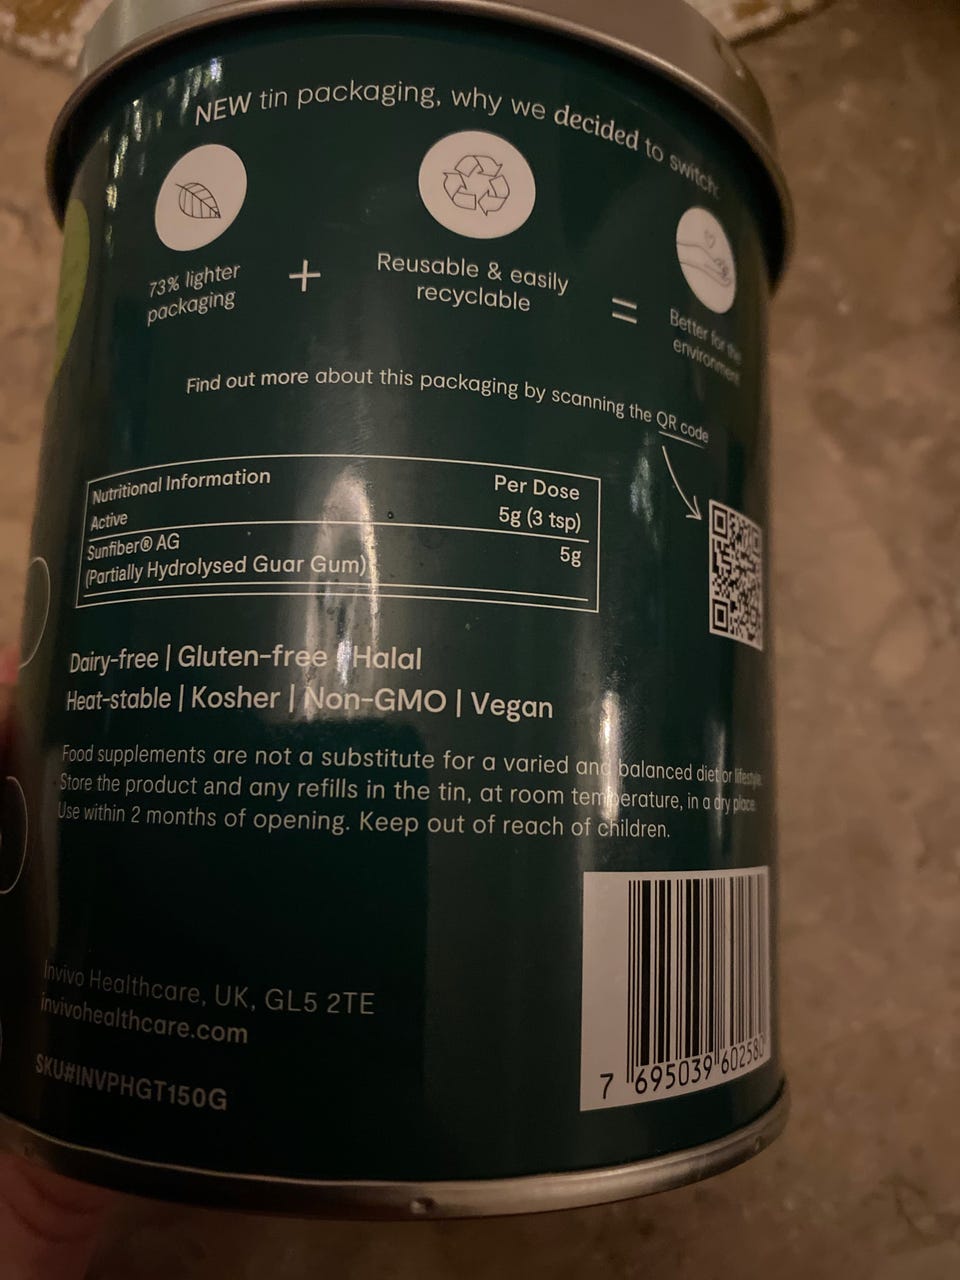 NEW tin packaging, why we decided to switch:
73% lighter
packaging
+
Reusable & easily
recyclable
=
Better for the
environment
Find out more about this packaging by scanning the QR code
Nutritional Information Per Dose
Active 5g (3 tsp)
Sunfiber® AG 5g
(Partially Hydrolysed Guar Gum)
Dairy-free | Gluten-free | Halal
Heat-stable | Kosher | Non-GMO | Vegan
Food supplements are not a substitute for a varied and balanced diet or lifestyle.
Store the product and any refills in the tin, at room temperature, in a dry place.
Use within 2 months of opening. Keep out of reach of children.
Invivo Healthcare, UK, GL5 2TE
invivohealthcare.com
SKU#INVPHGT150G
7 695039 602580